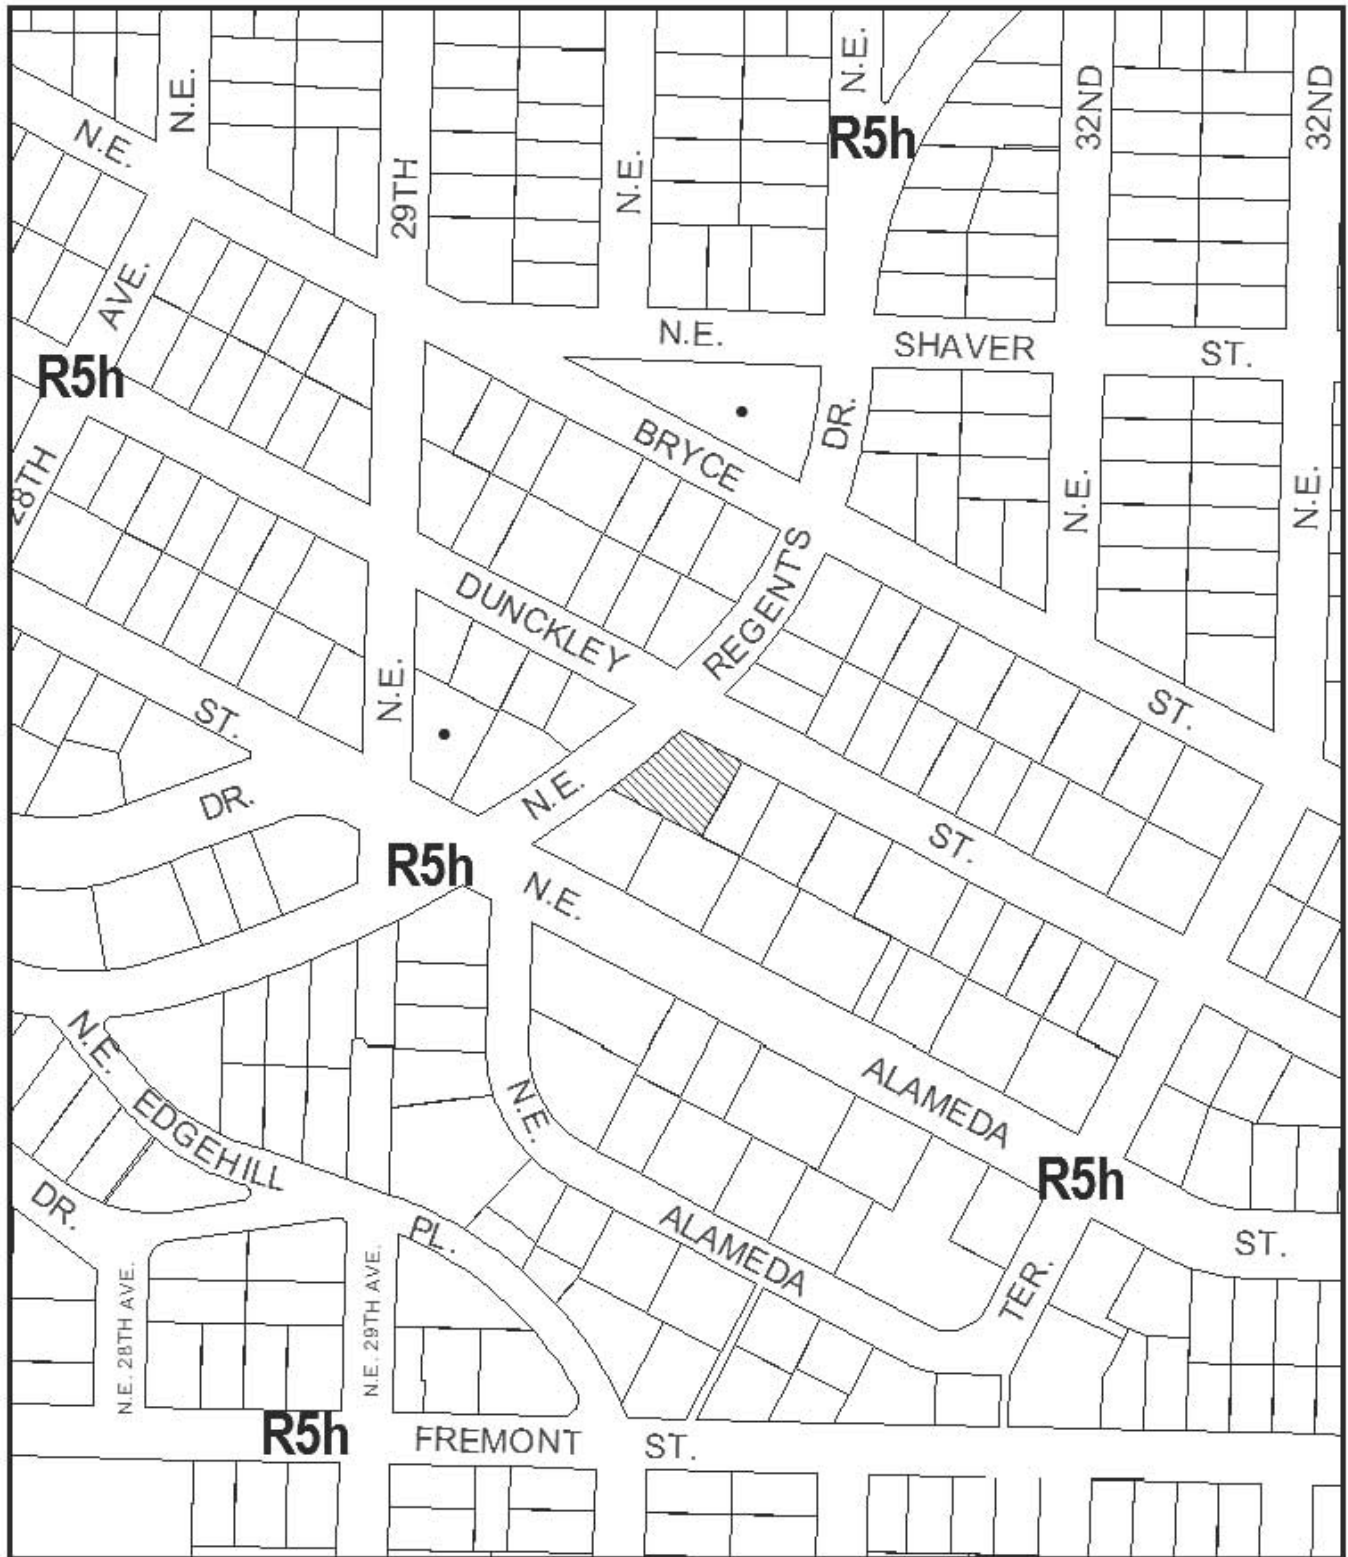 N.E.
N.E.
29TH
N.E.
N.E.
32ND
32ND
R5h
N.E.
SHAVER
ST.
AVE.
R5h
28TH
BRYCE
DR.
N.E.
N.E.
DUNCKLEY
REGENTS
N.E.
ST.
ST.
DR.
N.E.
ST.
R5h
N.E.
N.E.
EDGEHILL
N.E.
ALAMEDA
R5h
DR.
PL.
ALAMEDA
TER.
ST.
N.E. 28TH AVE.
N.E. 29TH AVE.
R5h
FREMONT
ST.